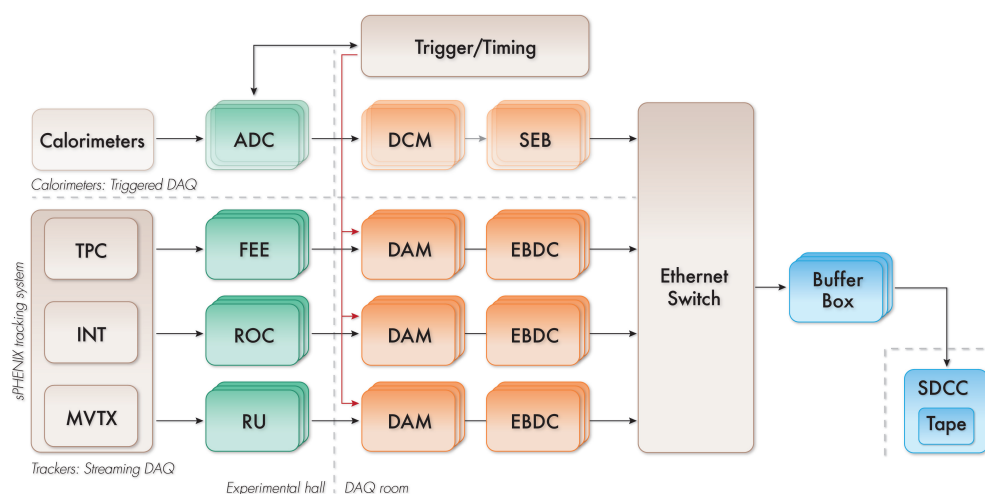 Trigger/Timing
Calorimeters
ADC
DCM
SEB
Calorimeters: Triggered DAQ
sPHENIX tracking system
TPC
FEE
DAM
EBDC
Ethernet
Switch
Buffer
Box
INT
ROC
DAM
EBDC
MVTX
RU
DAM
EBDC
SDCC
Tape
Trackers: Streaming DAQ
Experimental hall
DAQ room